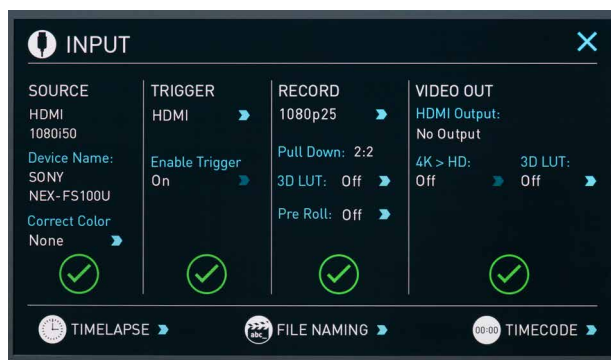 INPUT
SOURCE
HDMI
1080i50
Device Name:
SONY
NEX-FS100U
Correct Color
None
TRIGGER
HDMI
Enable Trigger
On
RECORD
1080p25
Pull Down: 2:2
3D LUT: Off
Pre Roll: Off
VIDEO OUT
HDMI Output:
No Output
4K > HD:
Off
3D LUT:
Off
TIMELAPSE
abc_
FILE NAMING
00:00
TIMECODE